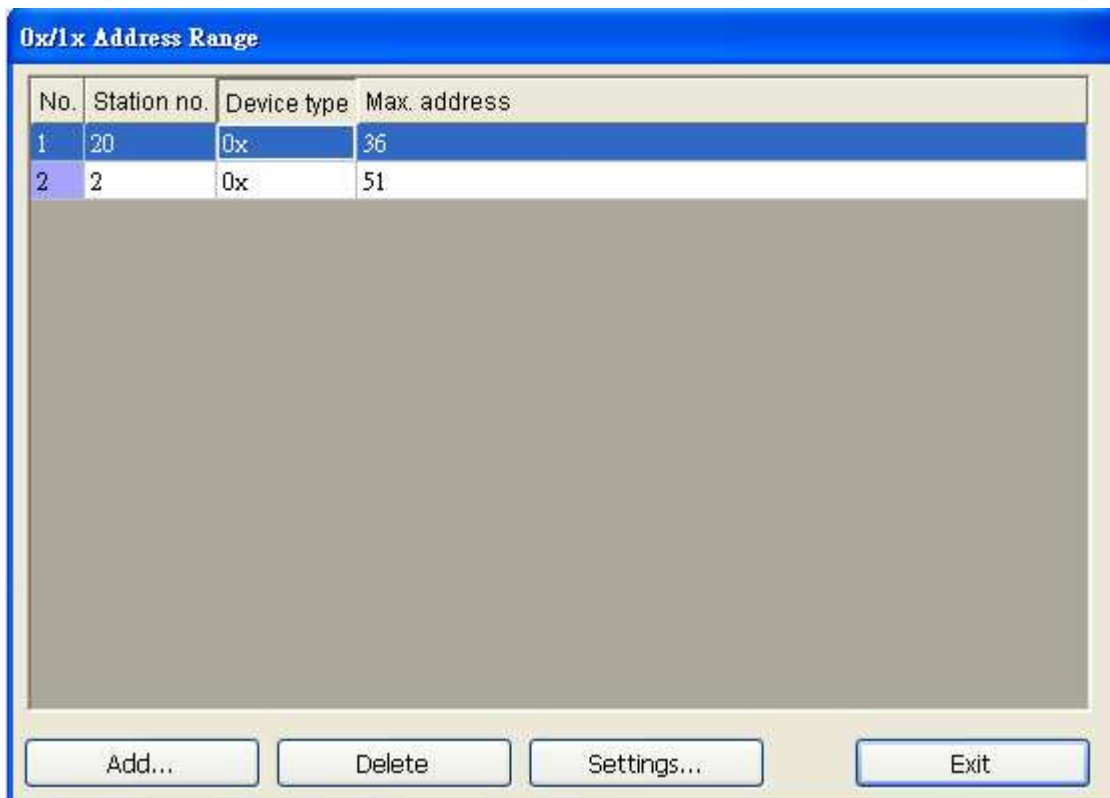 0x/1x Address Range
No. Station no. Device type Max. address
1 20 0x 36
2 2 0x 51
Add... Delete Settings... Exit